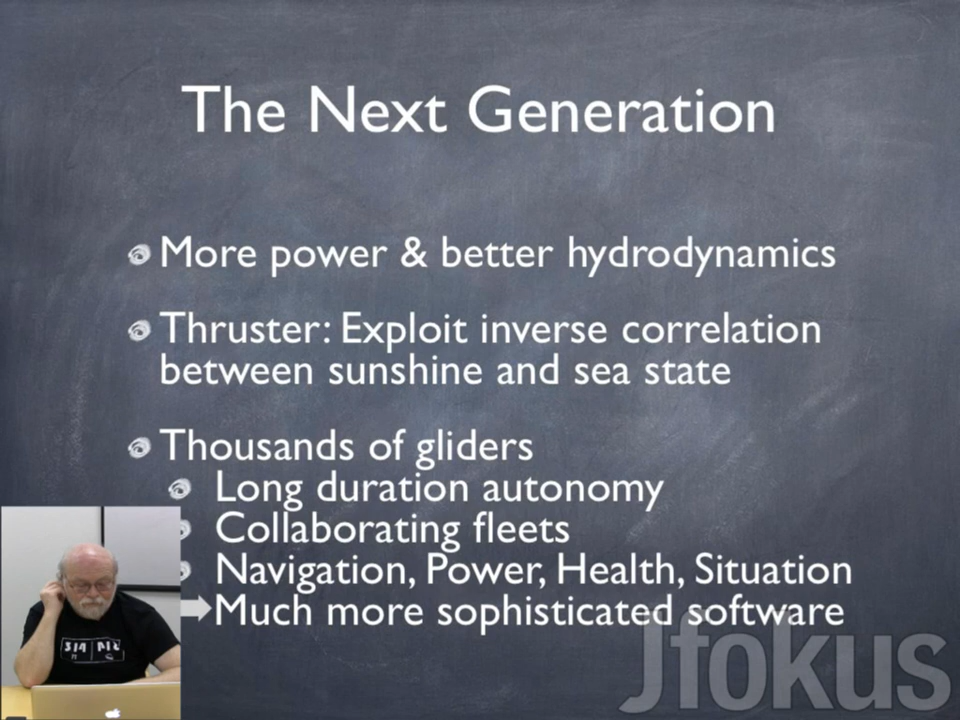 The Next Generation
More power & better hydrodynamics
Thruster: Exploit inverse correlation
between sunshine and sea state
Thousands of gliders
Long duration autonomy
Collaborating fleets
Navigation, Power, Health, Situation
Much more sophisticated software
Jfokus